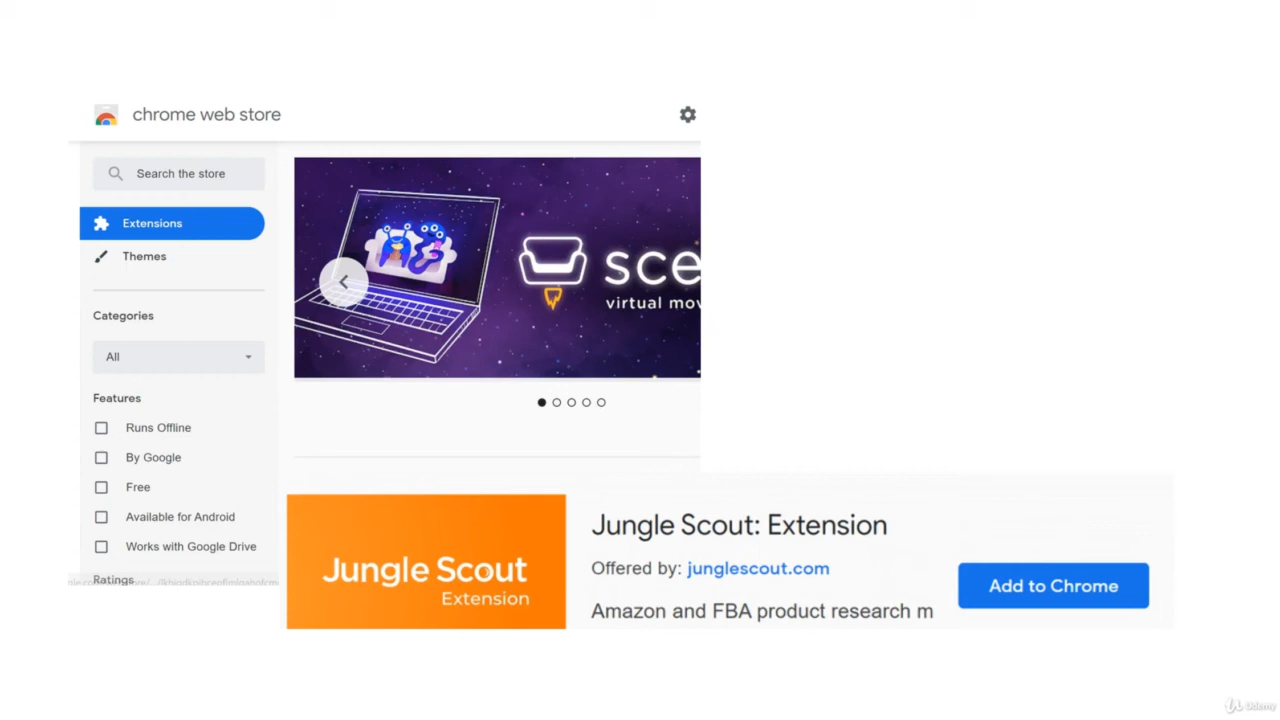 chrome web store
Search the store
Extensions
Themes
Categories
All
Features
Runs Offline
By Google
Free
Available for Android
Works with Google Drive
Ratings
sce
virtual mov
Jungle Scout
Extension
Jungle Scout: Extension
Offered by: junglescout.com
Amazon and FBA product research m
Add to Chrome
Udemy